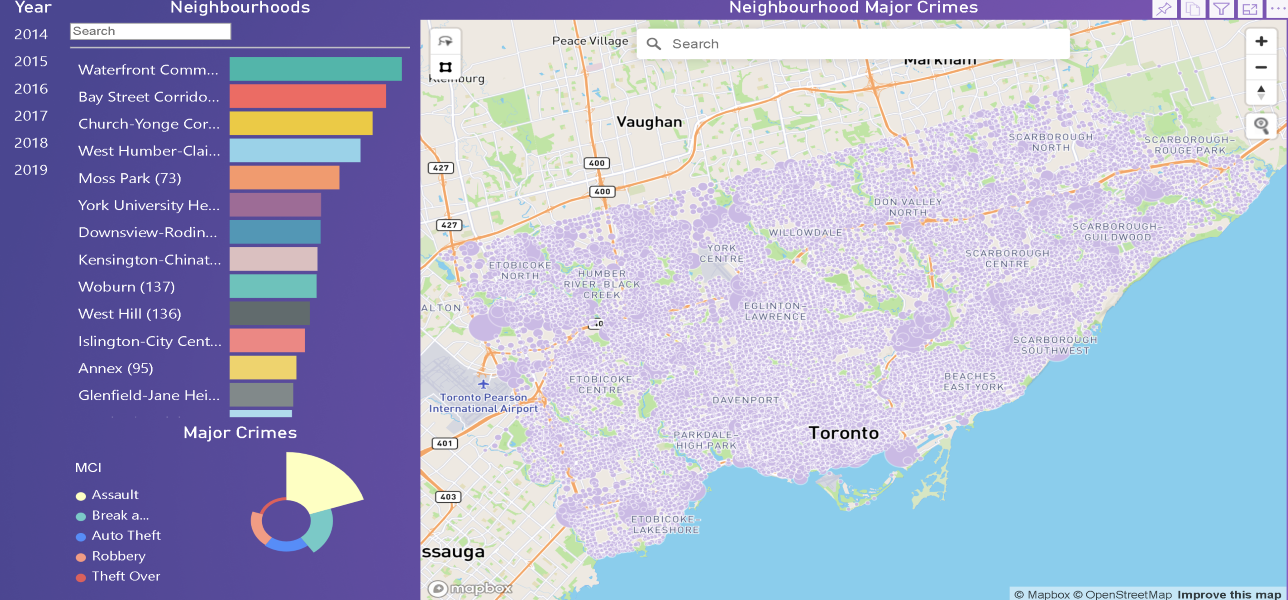 Year
2014
2015
2016
2017
2018
2019
Neighbourhoods
Search
Waterfront Comm...
Bay Street Corrido...
Church-Yonge Cor...
West Humber-Clai...
Moss Park (73)
York University He...
Downsview-Rodin...
Kensington-Chinat...
Woburn (137)
West Hill (136)
Islington-City Cent...
Annex (95)
Glenfield-Jane Hei...
Major Crimes
MCI
Assault
Break a...
Auto Theft
Robbery
Theft Over
Neighbourhood Major Crimes
Search
Peace Village
Markham
Kleinburg
Vaughan
427
400
400
427
SCARBOROUGH
NORTH
SCARBOROUGH-
ROUGE PARK
DON VALLEY
NORTH
WILLOWDALE
SCARBOROUGH-
GUILDWOOD
YORK
CENTRE
SCARBOROUGH
CENTRE
ETOBICOKE
NORTH
HUMBER
RIVER-BLACK
CREEK
ALTON
EGLINTON-
LAWRENCE
SCARBOROUGH
SOUTHWEST
BEACHES-
EAST YORK
ETOBICOKE
CENTRE
Toronto Pearson
International Airport
DAVENPORT
Toronto
PARKDALE-
HIGH PARK
401
403
ETOBICOKE-
LAKESHORE
ssauga
mapbox
© Mapbox © OpenStreetMap Improve this map